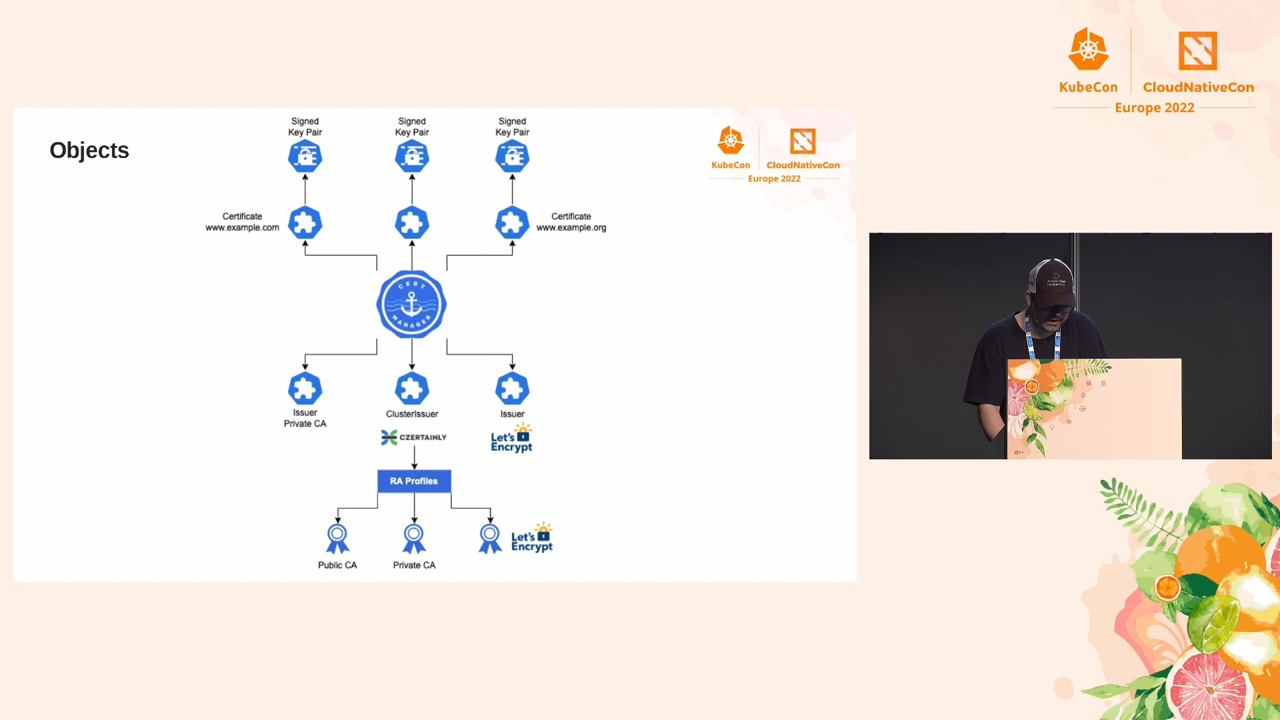 KubeCon
CloudNativeCon
Europe 2022
Objects
Signed
Key Pair
Signed
Key Pair
Signed
Key Pair
KubeCon
CloudNativeCon
Europe 2022
Certificate
www.example.com
Certificate
www.example.org
CERT
MANAGER
Issuer
Private CA
ClusterIssuer
Issuer
CZERTAINLY
Let's
Encrypt
RA Profiles
Let's
Encrypt
Public CA
Private CA